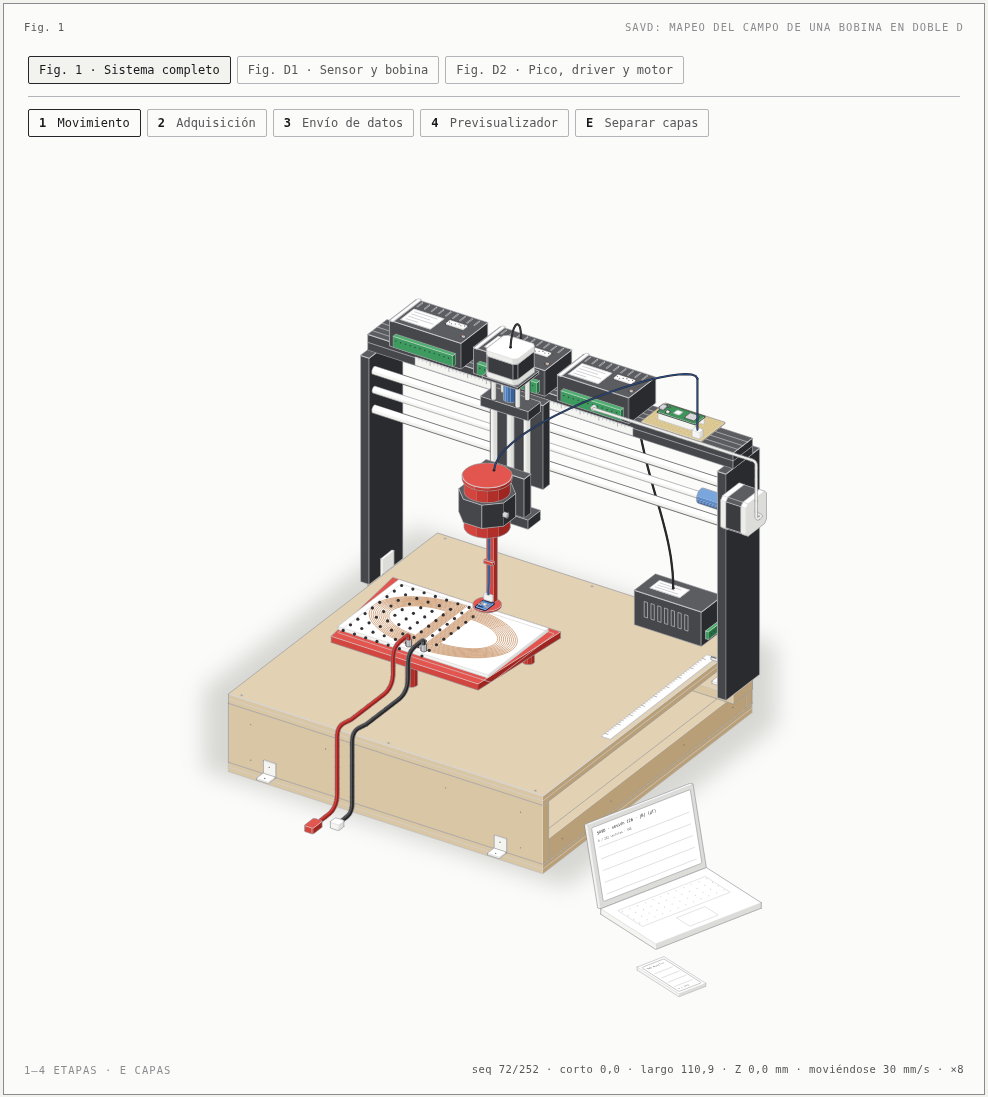 Fig. 1
SAVD: MAPEO DEL CAMPO DE UNA BOBINA EN DOBLE D
Fig. 1 · Sistema completo
Fig. D1 · Sensor y bobina
Fig. D2 · Pico, driver y motor
1 Movimiento
2 Adquisición
3 Envío de datos
4 Previsualizador
E Separar capas
1–4 ETAPAS · E CAPAS
seq 72/252 · corto 0,0 · largo 110,9 · Z 0,0 mm · moviéndose 30 mm/s · ×8